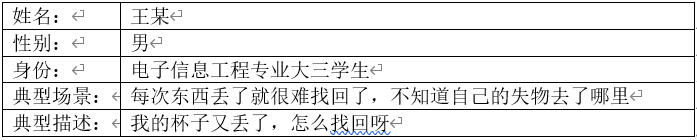 姓名： 王某
性别： 男
身份： 电子信息工程专业大三学生
典型场景： 每次东西丢了就很难找回了，不知道自己的失物去了哪里
典型描述： 我的杯子又丢了，怎么找回呀